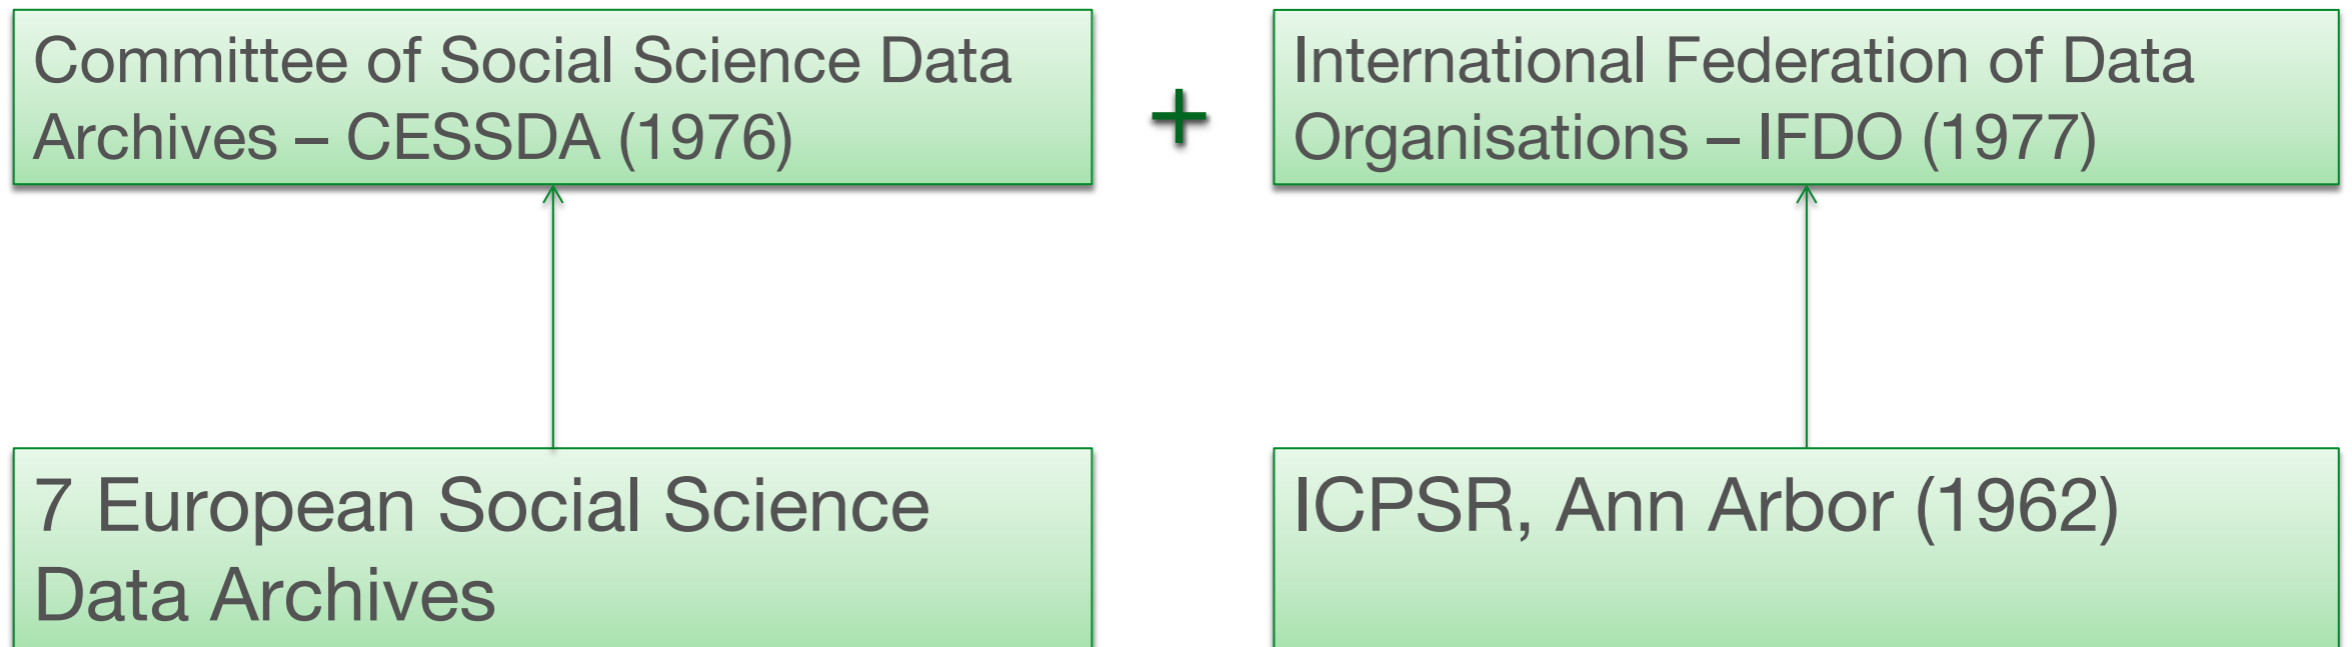 Committee of Social Science Data
Archives – CESSDA (1976)
+
International Federation of Data
Organisations – IFDO (1977)
7 European Social Science
Data Archives
ICPSR, Ann Arbor (1962)